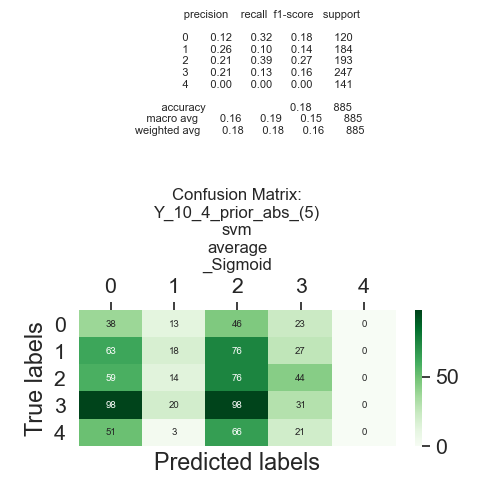 precision recall f1-score support
0 0.12 0.32 0.18 120
1 0.26 0.10 0.14 184
2 0.21 0.39 0.27 193
3 0.21 0.13 0.16 247
4 0.00 0.00 0.00 141
accuracy 0.18 885
macro avg 0.16 0.19 0.15 885
weighted avg 0.18 0.18 0.16 885
Confusion Matrix:
Y_10_4_prior_abs_(5)
svm
average
_Sigmoid
0 1 2 3 4
0 38 13 46 23 0
1 63 18 76 27 0
2 59 14 76 44 0
3 98 20 98 31 0
4 51 3 66 21 0
True labels
Predicted labels
50
0